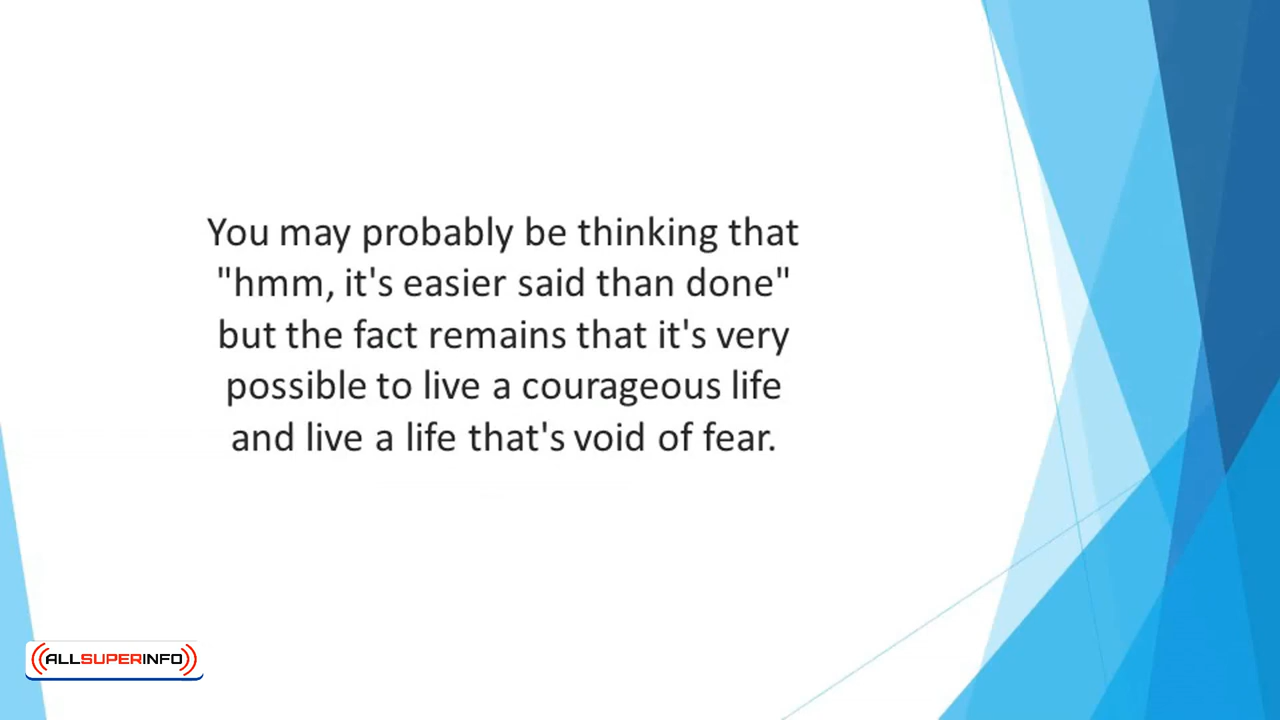 You may probably be thinking that
"hmm, it's easier said than done"
but the fact remains that it's very
possible to live a courageous life
and live a life that's void of fear.
ALLSUPERINFO